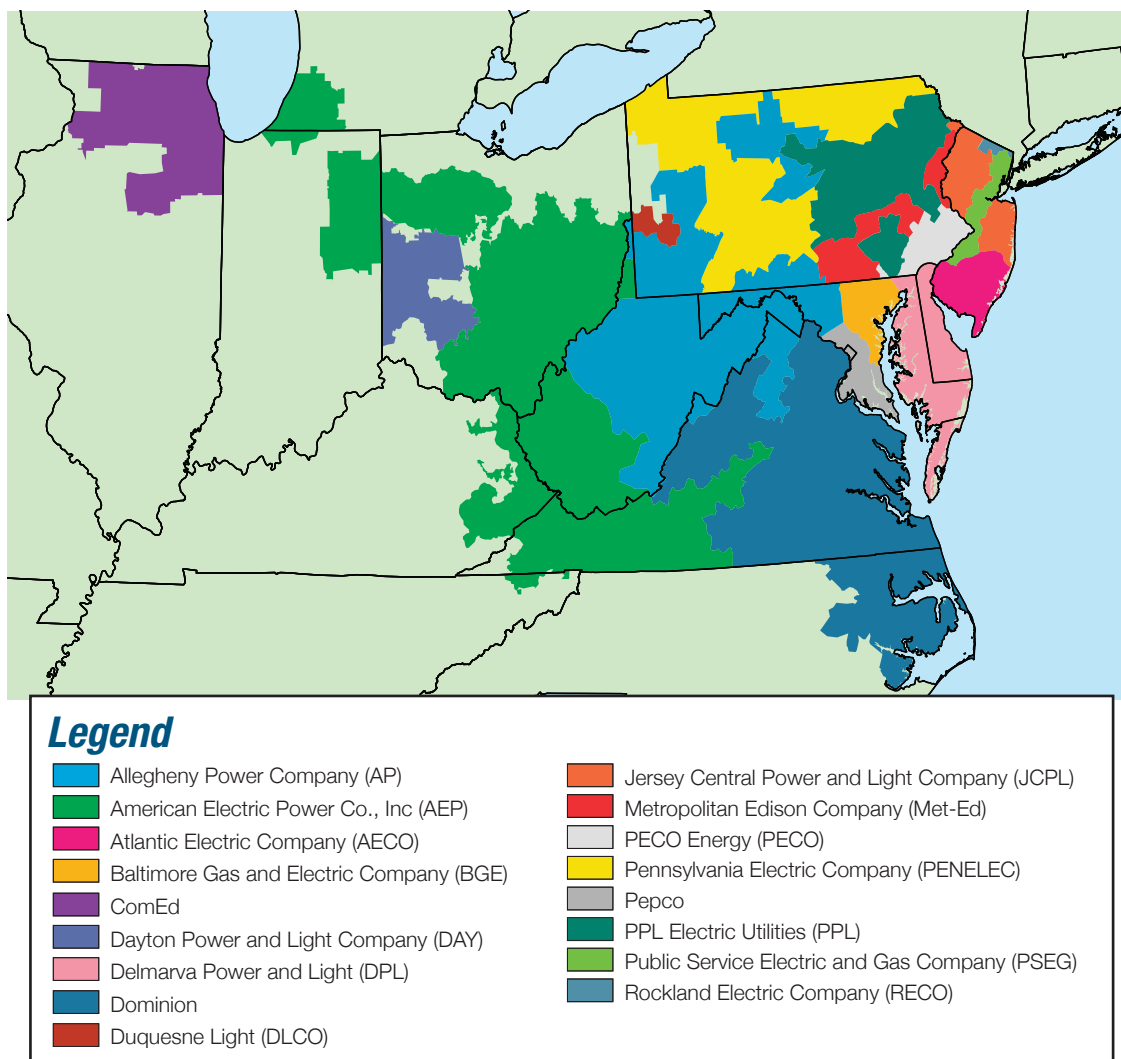 Legend
Allegheny Power Company (AP)
American Electric Power Co., Inc (AEP)
Atlantic Electric Company (AECO)
Baltimore Gas and Electric Company (BGE)
ComEd
Dayton Power and Light Company (DAY)
Delmarva Power and Light (DPL)
Dominion
Duquesne Light (DLCO)
Jersey Central Power and Light Company (JCPL)
Metropolitan Edison Company (Met-Ed)
PECO Energy (PECO)
Pennsylvania Electric Company (PENELEC)
Pepco
PPL Electric Utilities (PPL)
Public Service Electric and Gas Company (PSEG)
Rockland Electric Company (RECO)